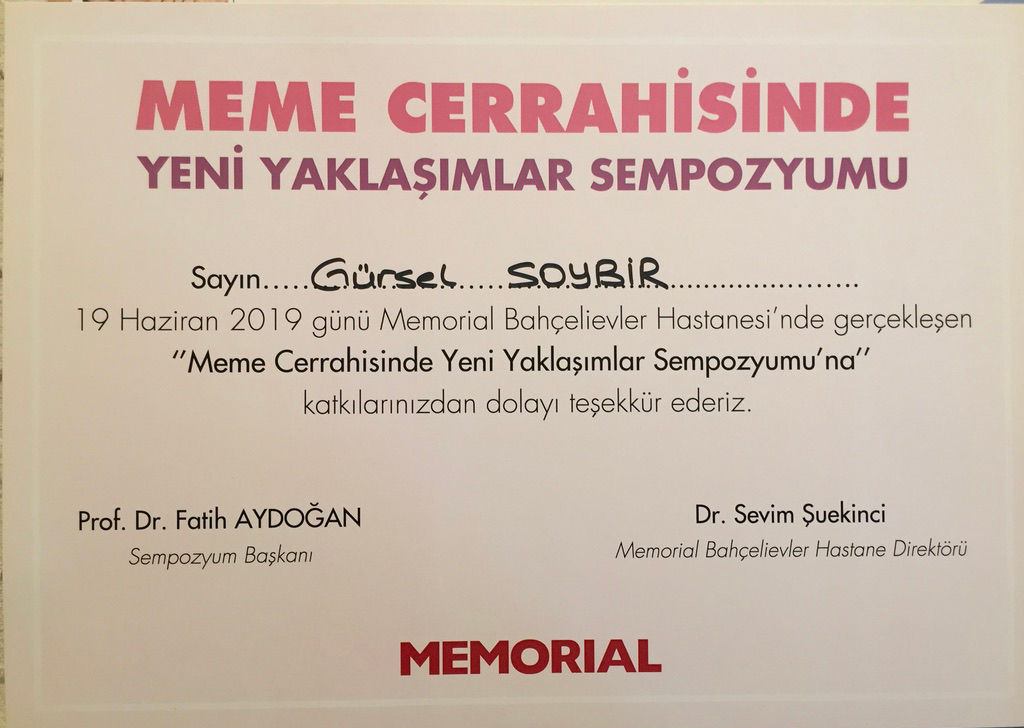 MEME CERRAHİSİNDE
YENİ YAKLAŞIMLAR SEMPOZYUMU
Sayın.....Gürsel.....SOYBİR........................
19 Haziran 2019 günü Memorial Bahçelievler Hastanesi'nde gerçekleşen
"Meme Cerrahisinde Yeni Yaklaşımlar Sempozyumu'na"
katkılarınızdan dolayı teşekkür ederiz.
Prof. Dr. Fatih AYDOĞAN
Sempozyum Başkanı
Dr. Sevim Şuekinci
Memorial Bahçelievler Hastane Direktörü
MEMORIAL